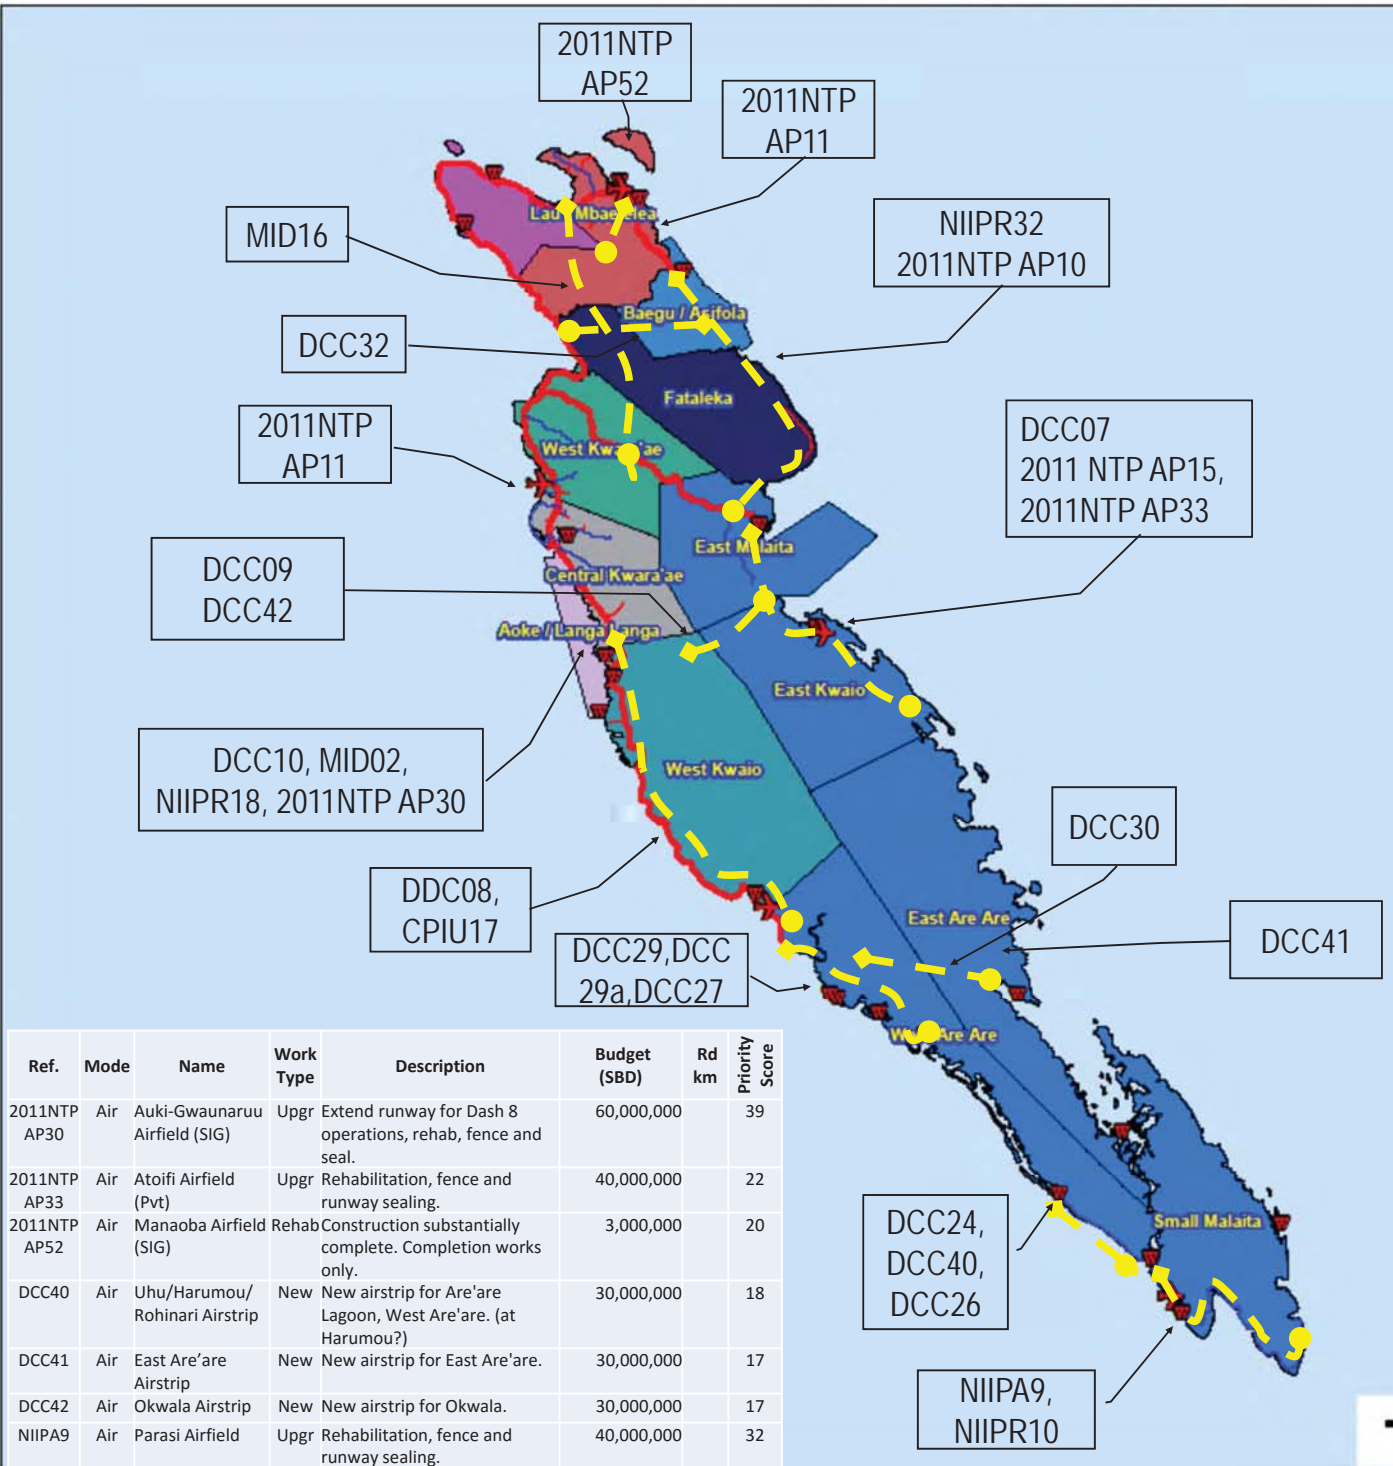 2011NTP
AP52
2011NTP
AP11
MID16
NIIPR32
2011NTP AP10
DCC32
2011NTP
AP11
DCC07
2011 NTP AP15,
2011NTP AP33
DCC09
DCC42
DCC10, MID02,
NIIPR18, 2011NTP AP30
DDC08,
CPIU17
DCC30
DCC41
DCC29,DCC
29a,DCC27
DCC24,
DCC40,
DCC26
NIIPA9,
NIIPR10
Baegu / Asifola
Fataleka
West Kwara'ae
East Malaita
Central Kwara'ae
Aoke / Langa Langa
East Kwaio
West Kwaio
East Are Are
West Are Are
Small Malaita
Ref. Mode Name Work Type Description Budget (SBD) Rd km Priority Score
2011NTP Air Auki-Gwaunaruu Upgr Extend runway for Dash 8 60,000,000 39
AP30 Airfield (SIG) operations, rehab, fence and
seal.
2011NTP Air Atoifi Airfield Upgr Rehabilitation, fence and 40,000,000 22
AP33 (Pvt) runway sealing.
2011NTP Air Manaoba Airfield Rehab Construction substantially 3,000,000 20
AP52 (SIG) complete. Completion works
only.
DCC40 Air Uhu/Harumou/ New New airstrip for Are'are 30,000,000 18
Rohinari Airstrip Lagoon, West Are'are. (at
Harumou?)
DCC41 Air East Are’are New New airstrip for East Are'are. 30,000,000 17
Airstrip
DCC42 Air Okwala Airstrip New New airstrip for Okwala. 30,000,000 17
NIIPA9 Air Parasi Airfield Upgr Rehabilitation, fence and 40,000,000 32
runway sealing.